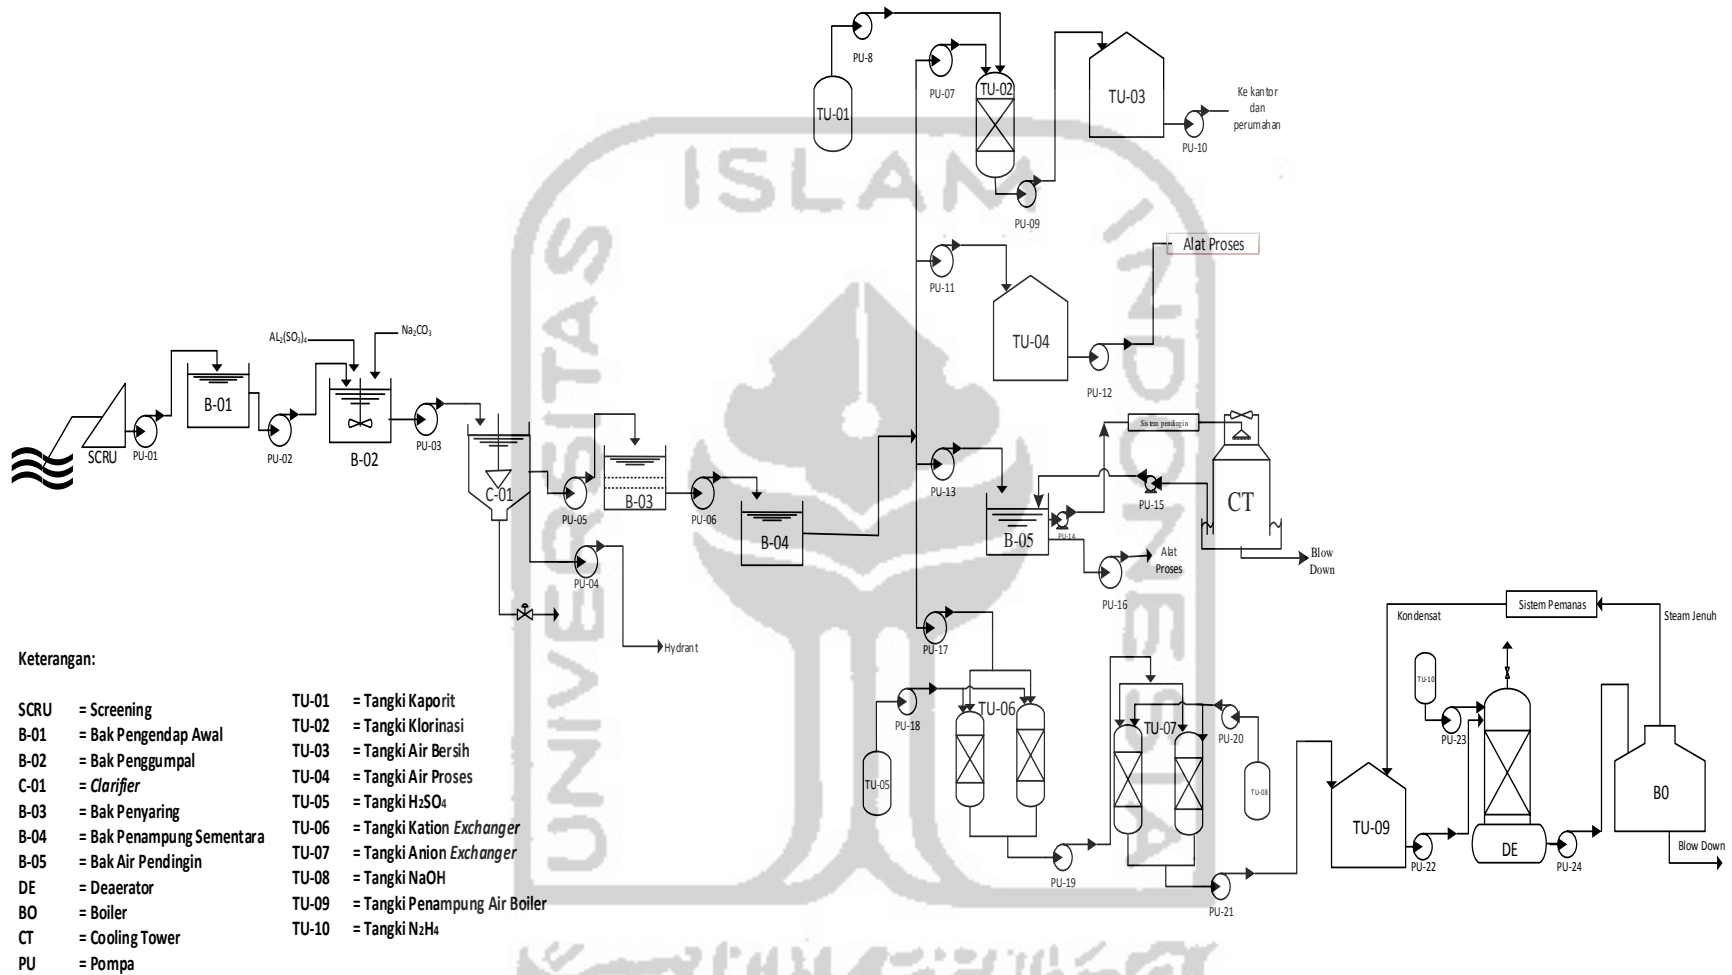 PU-8
PU-07
TU-01
TU-02
TU-03
Ke kantor
dan
perumahan
PU-10
PU-09
ISLAM
UNIVERSITAS
INDONESIA
PU-11
Alat Proses
TU-04
PU-12
AL₂(SO₃)₄
Na₂CO₃
B-01
SCRU
PU-01
PU-02
B-02
PU-03
C-01
PU-05
B-03
PU-06
PU-04
B-04
Hydrant
PU-13
Sistem pendingin
B-05
PU-14
PU-15
CT
Alat
Proses
PU-16
Blow
Down
PU-17
PU-18
TU-05
TU-06
PU-19
TU-07
PU-20
TU-08
PU-21
Kondensat
Sistem Pemanas
Steam Jenuh
TU-10
PU-23
TU-09
PU-22
DE
PU-24
BO
Blow Down
Keterangan:
SCRU = Screening
B-01 = Bak Pengendap Awal
B-02 = Bak Penggumpal
C-01 = Clarifier
B-03 = Bak Penyaring
B-04 = Bak Penampung Sementara
B-05 = Bak Air Pendingin
DE = Deaerator
BO = Boiler
CT = Cooling Tower
PU = Pompa
TU-01 = Tangki Kaporit
TU-02 = Tangki Klorinasi
TU-03 = Tangki Air Bersih
TU-04 = Tangki Air Proses
TU-05 = Tangki H₂SO₄
TU-06 = Tangki Kation Exchanger
TU-07 = Tangki Anion Exchanger
TU-08 = Tangki NaOH
TU-09 = Tangki Penampung Air Boiler
TU-10 = Tangki N₂H₄